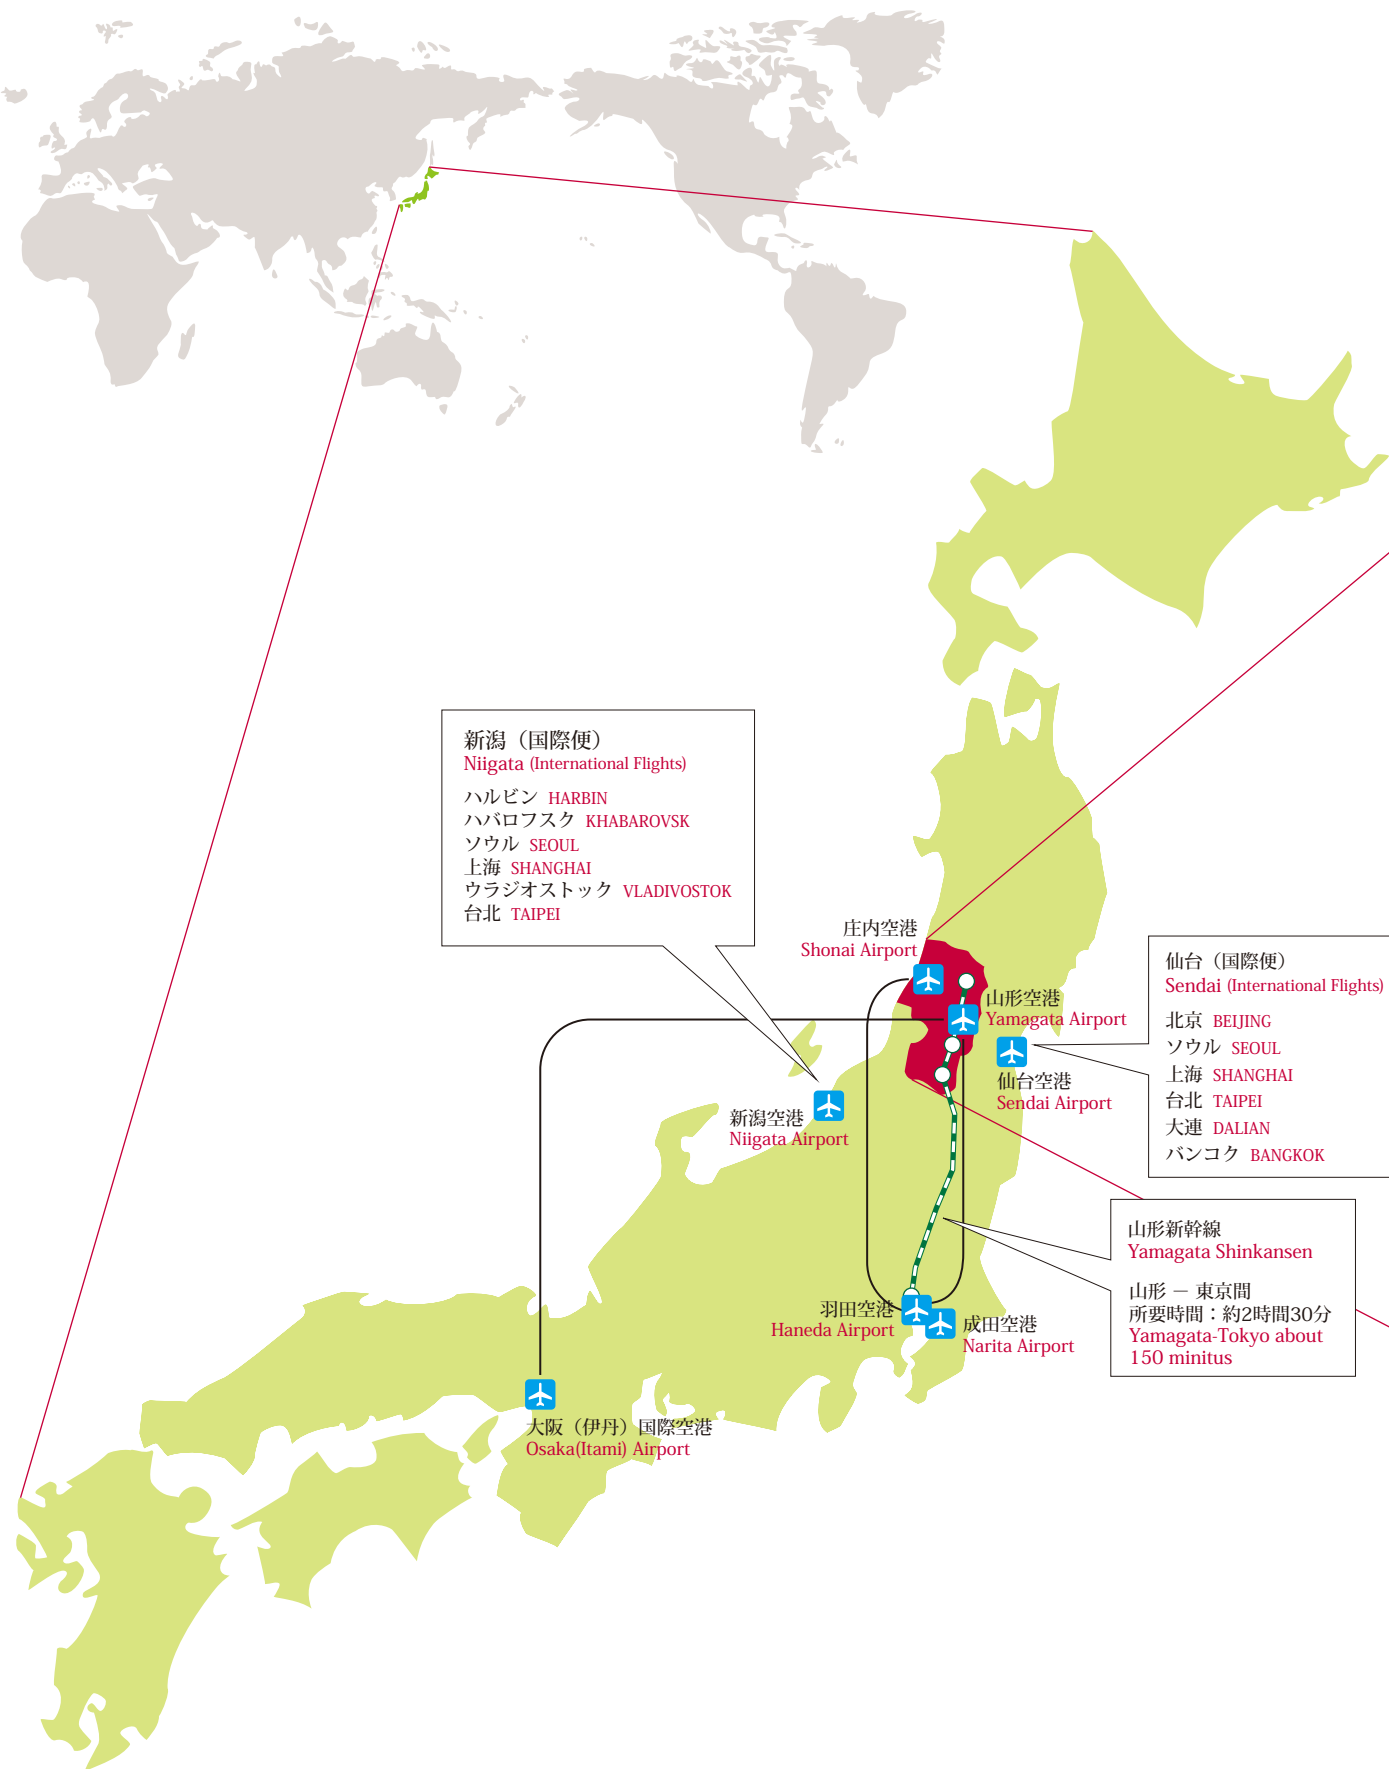 新潟（国際便）
Niigata (International Flights)
ハルビン HARBIN
ハバロフスク KHABAROVSK
ソウル SEOUL
上海 SHANGHAI
ウラジオストック VLADIVOSTOK
台北 TAIPEI
庄内空港
Shonai Airport
山形空港
Yamagata Airport
仙台（国際便）
Sendai (International Flights)
北京 BEIJING
ソウル SEOUL
上海 SHANGHAI
台北 TAIPEI
大連 DALIAN
バンコク BANGKOK
仙台空港
Sendai Airport
新潟空港
Niigata Airport
山形新幹線
Yamagata Shinkansen
山形 － 東京間
所要時間：約2時間30分
Yamagata-Tokyo about
150 minitus
羽田空港
Haneda Airport
成田空港
Narita Airport
大阪（伊丹）国際空港
Osaka(Itami) Airport